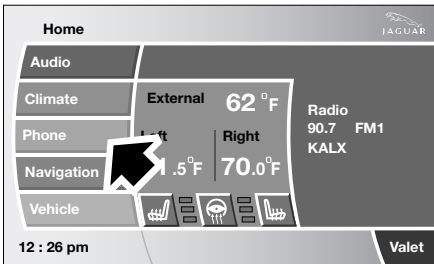 Home
JAGUAR
Audio
Climate
Phone
Navigation
Vehicle
External 62 °F
Left Right
.5°F 70.0°F
Radio
90.7 FM1
KALX
12 : 26 pm
Valet